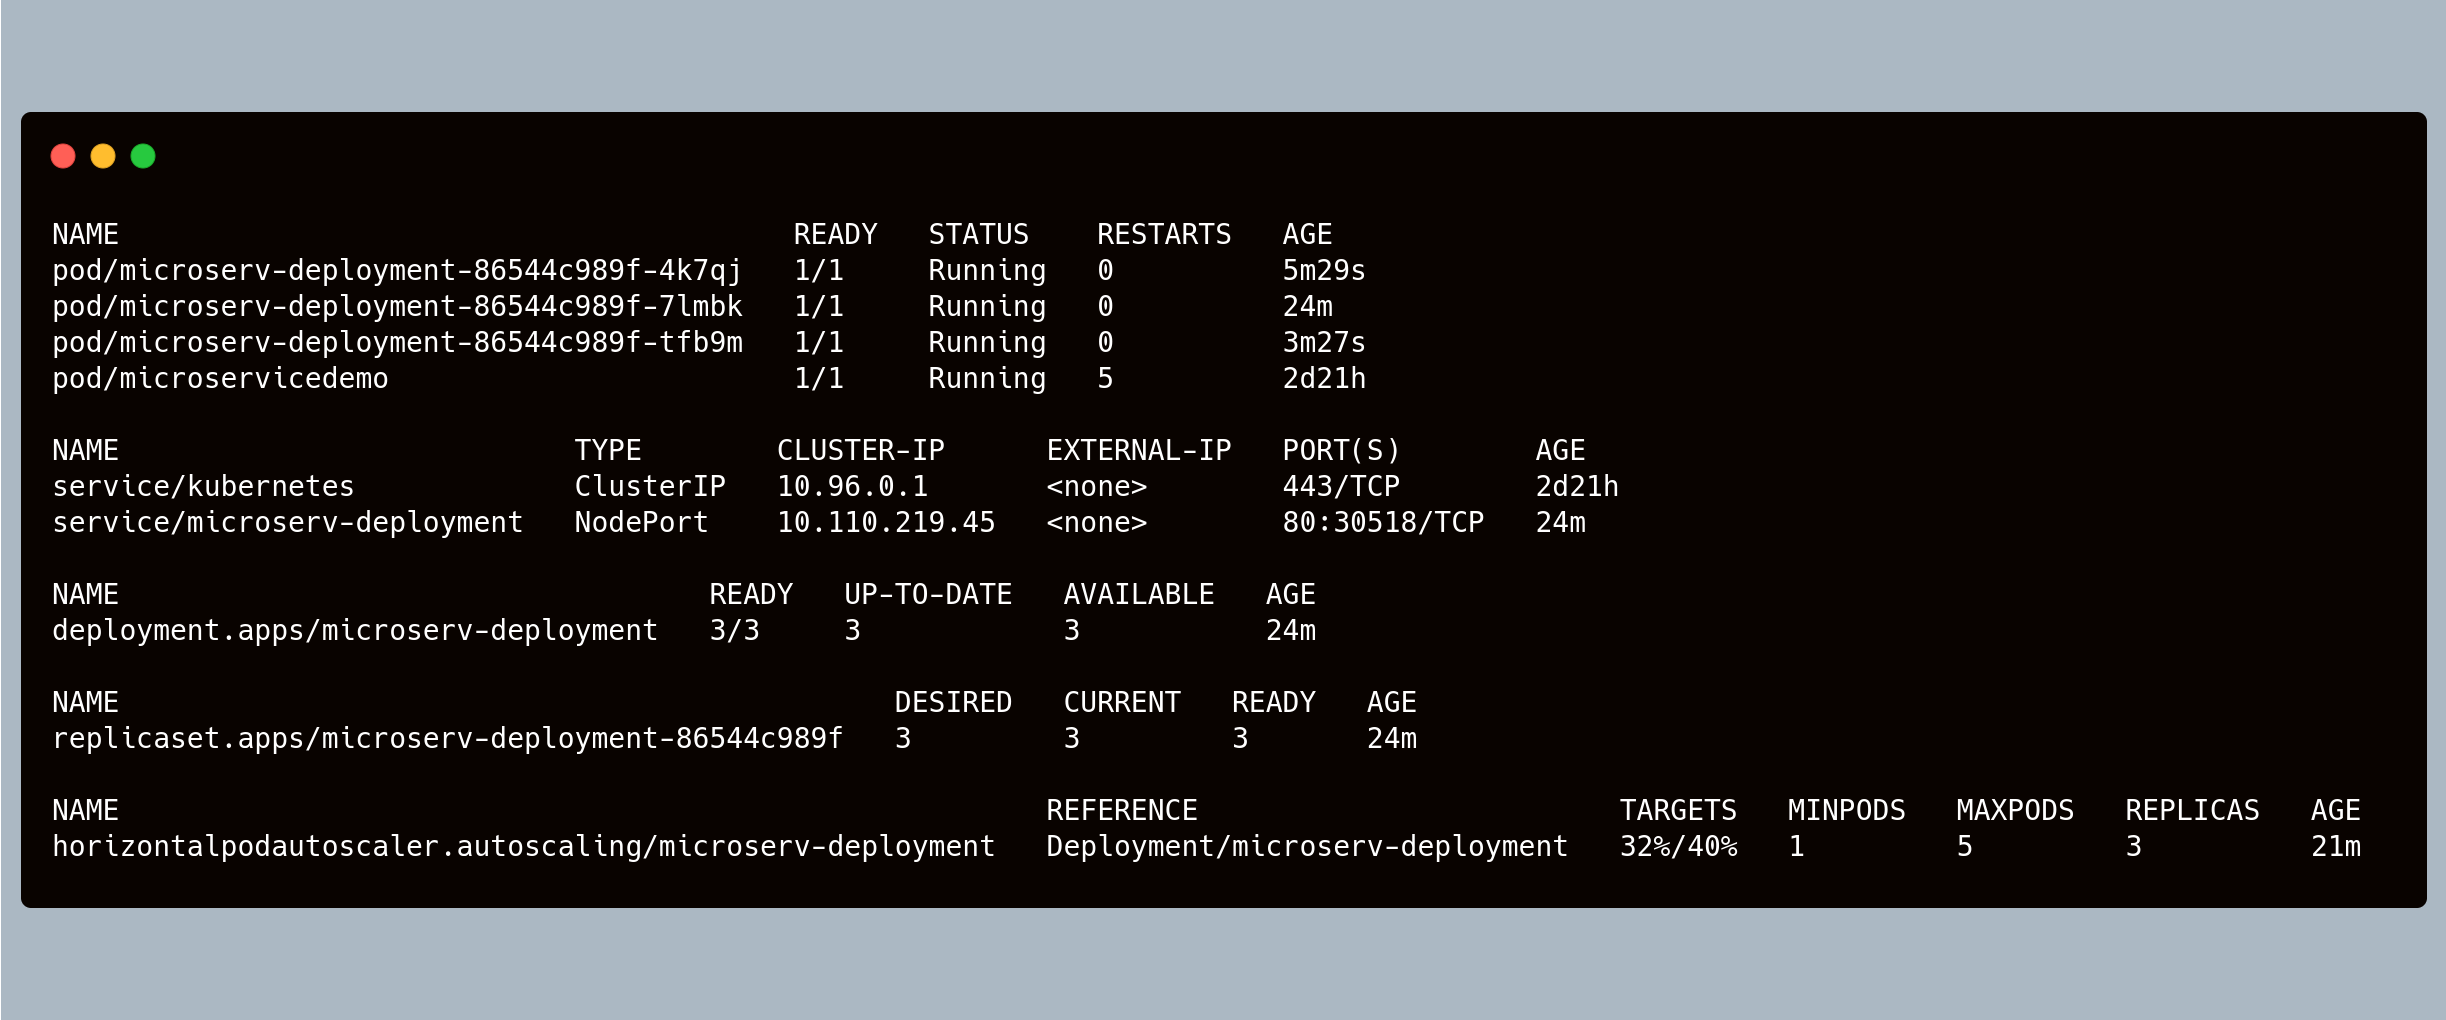 NAME                                        READY   STATUS    RESTARTS   AGE
pod/microserv-deployment-86544c989f-4k7qj   1/1     Running   0          5m29s
pod/microserv-deployment-86544c989f-7lmbk   1/1     Running   0          24m
pod/microserv-deployment-86544c989f-tfb9m   1/1     Running   0          3m27s
pod/microservicedemo                        1/1     Running   5          2d21h
NAME                           TYPE        CLUSTER-IP      EXTERNAL-IP   PORT(S)        AGE
service/kubernetes             ClusterIP   10.96.0.1       <none>        443/TCP        2d21h
service/microserv-deployment   NodePort    10.110.219.45   <none>        80:30518/TCP   24m
NAME                                   READY   UP-TO-DATE   AVAILABLE   AGE
deployment.apps/microserv-deployment   3/3     3            3           24m
NAME                                              DESIRED   CURRENT   READY   AGE
replicaset.apps/microserv-deployment-86544c989f   3         3         3       24m
NAME                                                       REFERENCE                         TARGETS   MINPODS   MAXPODS   REPLICAS   AGE
horizontalpodautoscaler.autoscaling/microserv-deployment   Deployment/microserv-deployment   32%/40%   1         5         3          21m